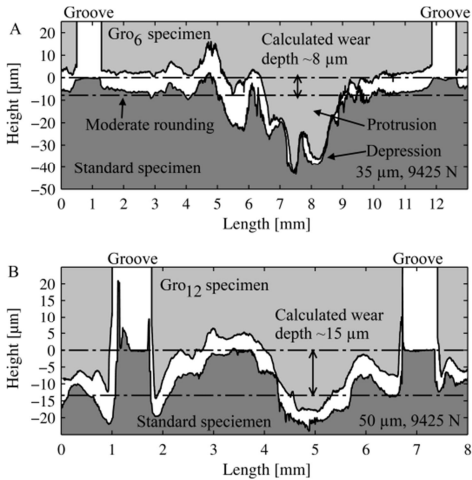 Groove Groove
A
Gro6 specimen
Calculated wear
depth ~8 µm
Moderate rounding
Protrusion
Depression
Standard specimen
35 µm, 9425 N
Height [µm]
20
10
0
-10
-20
-30
-40
-50
0 1 2 3 4 5 6 7 8 9 10 11 12
Length [mm]
Groove Groove
B
Gro12 specimen
Calculated wear
depth ~15 µm
Standard speciemen
50 µm, 9425 N
Height [µm]
20
15
10
5
0
-5
-10
-15
-20
0 1 2 3 4 5 6 7 8
Length [mm]